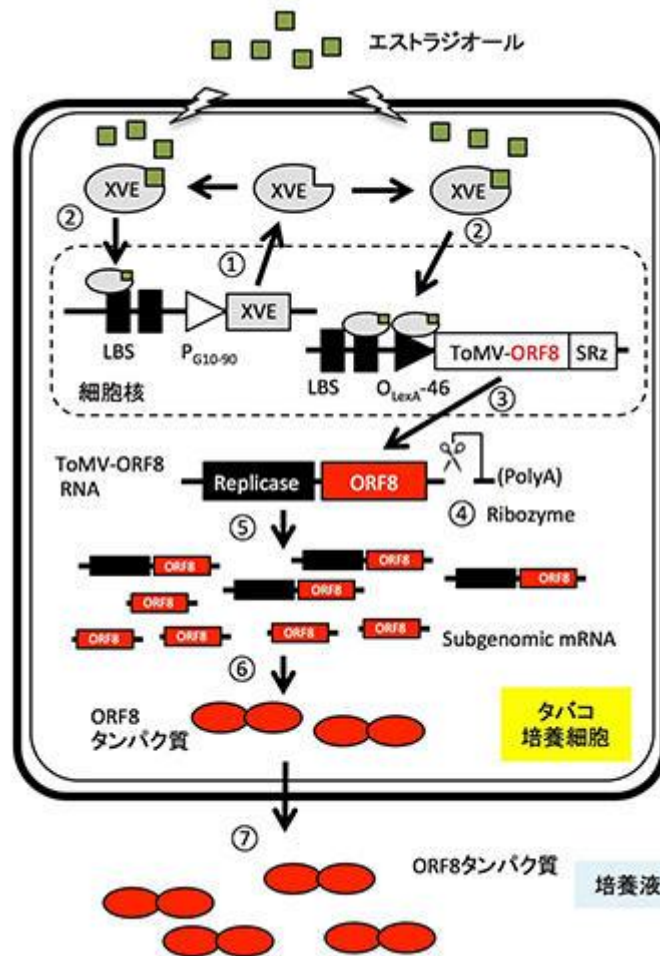 エストラジオール
XVE
XVE
XVE
②
①
②
XVE
LBS
P_G10-90
ToMV-ORF8
SRz
LBS
O_LexA-46
細胞核
③
ToMV-ORF8
RNA
Replicase
ORF8
(PolyA)
④ Ribozyme
⑤
ORF8
ORF8
ORF8
ORF8
ORF8
ORF8
ORF8
ORF8
ORF8
Subgenomic mRNA
⑥
ORF8
タンパク質
タバコ
培養細胞
⑦
ORF8タンパク質
培養液